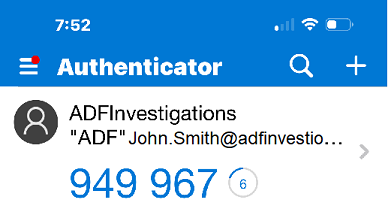 7:52
Authenticator
ADFInvestigations
"ADF"John.Smith@adfinvestio...
949 967 6